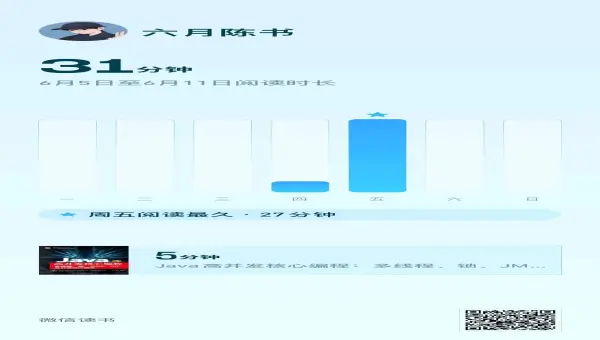 六月陈书
31分钟
6月5日至6月11日阅读时长
一 二 三 四 五 六 日
周五阅读最久·27分钟
Java
5分钟
Java高并发核心编程：多线程、锁、JM...
微信读书